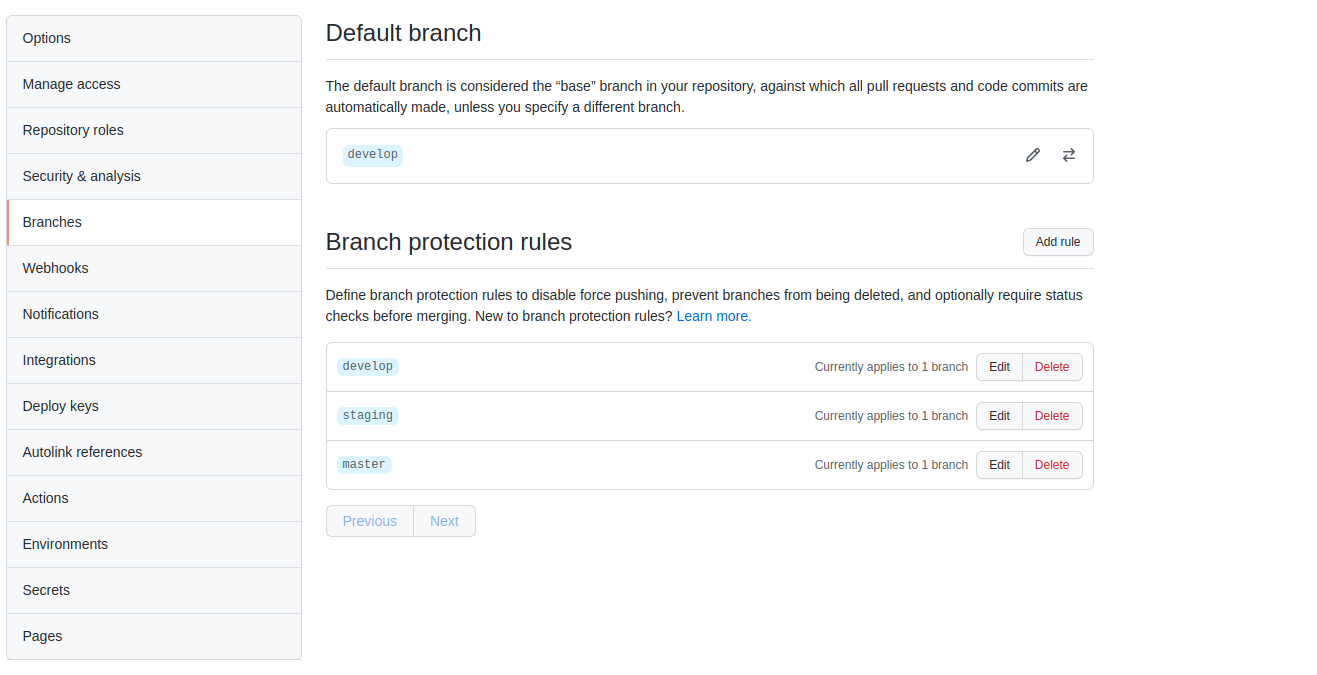 Options
Manage access
Repository roles
Security & analysis
Branches
Webhooks
Notifications
Integrations
Deploy keys
Autolink references
Actions
Environments
Secrets
Pages
Default branch
The default branch is considered the “base” branch in your repository, against which all pull requests and code commits are
automatically made, unless you specify a different branch.
develop
Branch protection rules
Add rule
Define branch protection rules to disable force pushing, prevent branches from being deleted, and optionally require status
checks before merging. New to branch protection rules? Learn more.
develop Currently applies to 1 branch Edit Delete
staging Currently applies to 1 branch Edit Delete
master Currently applies to 1 branch Edit Delete
Previous Next